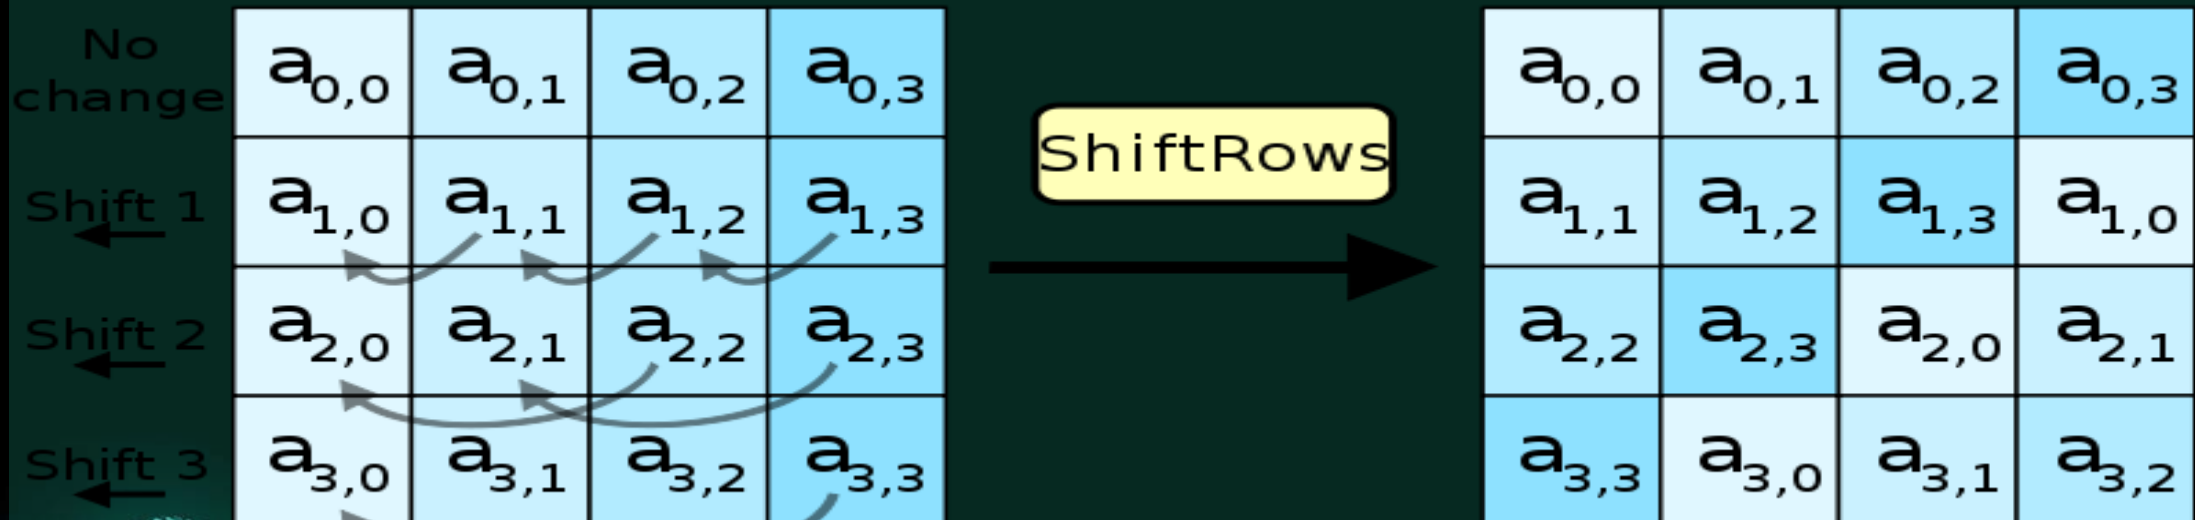 No
change
a0,0 a0,1 a0,2 a0,3
a0,0 a0,1 a0,2 a0,3
ShiftRows
Shift 1
a1,0 a1,1 a1,2 a1,3
a1,1 a1,2 a1,3 a1,0
Shift 2
a2,0 a2,1 a2,2 a2,3
a2,2 a2,3 a2,0 a2,1
Shift 3
a3,0 a3,1 a3,2 a3,3
a3,3 a3,0 a3,1 a3,2